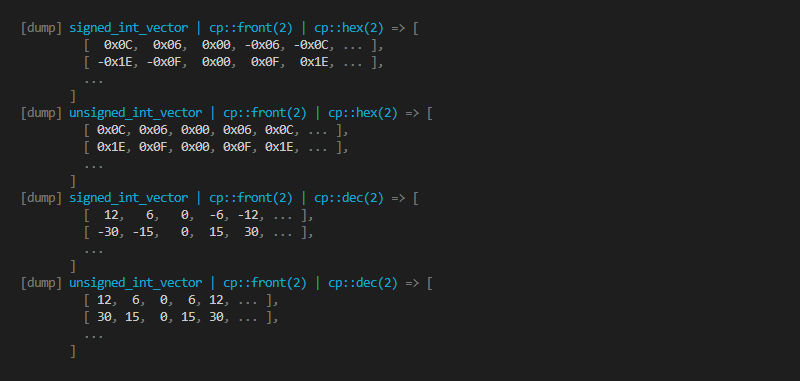 [dump] signed_int_vector | cp::front(2) | cp::hex(2) => [
         [  0x0C,  0x06,  0x00, -0x06, -0x0C, ... ],
         [ -0x1E, -0x0F,  0x00,  0x0F,  0x1E, ... ],
         ...
       ]
[dump] unsigned_int_vector | cp::front(2) | cp::hex(2) => [
         [ 0x0C, 0x06, 0x00, 0x06, 0x0C, ... ],
         [ 0x1E, 0x0F, 0x00, 0x0F, 0x1E, ... ],
         ...
       ]
[dump] signed_int_vector | cp::front(2) | cp::dec(2) => [
         [  12,   6,   0,  -6, -12, ... ],
         [ -30, -15,   0,  15,  30, ... ],
         ...
       ]
[dump] unsigned_int_vector | cp::front(2) | cp::dec(2) => [
         [ 12,  6,  0,  6, 12, ... ],
         [ 30, 15,  0, 15, 30, ... ],
         ...
       ]